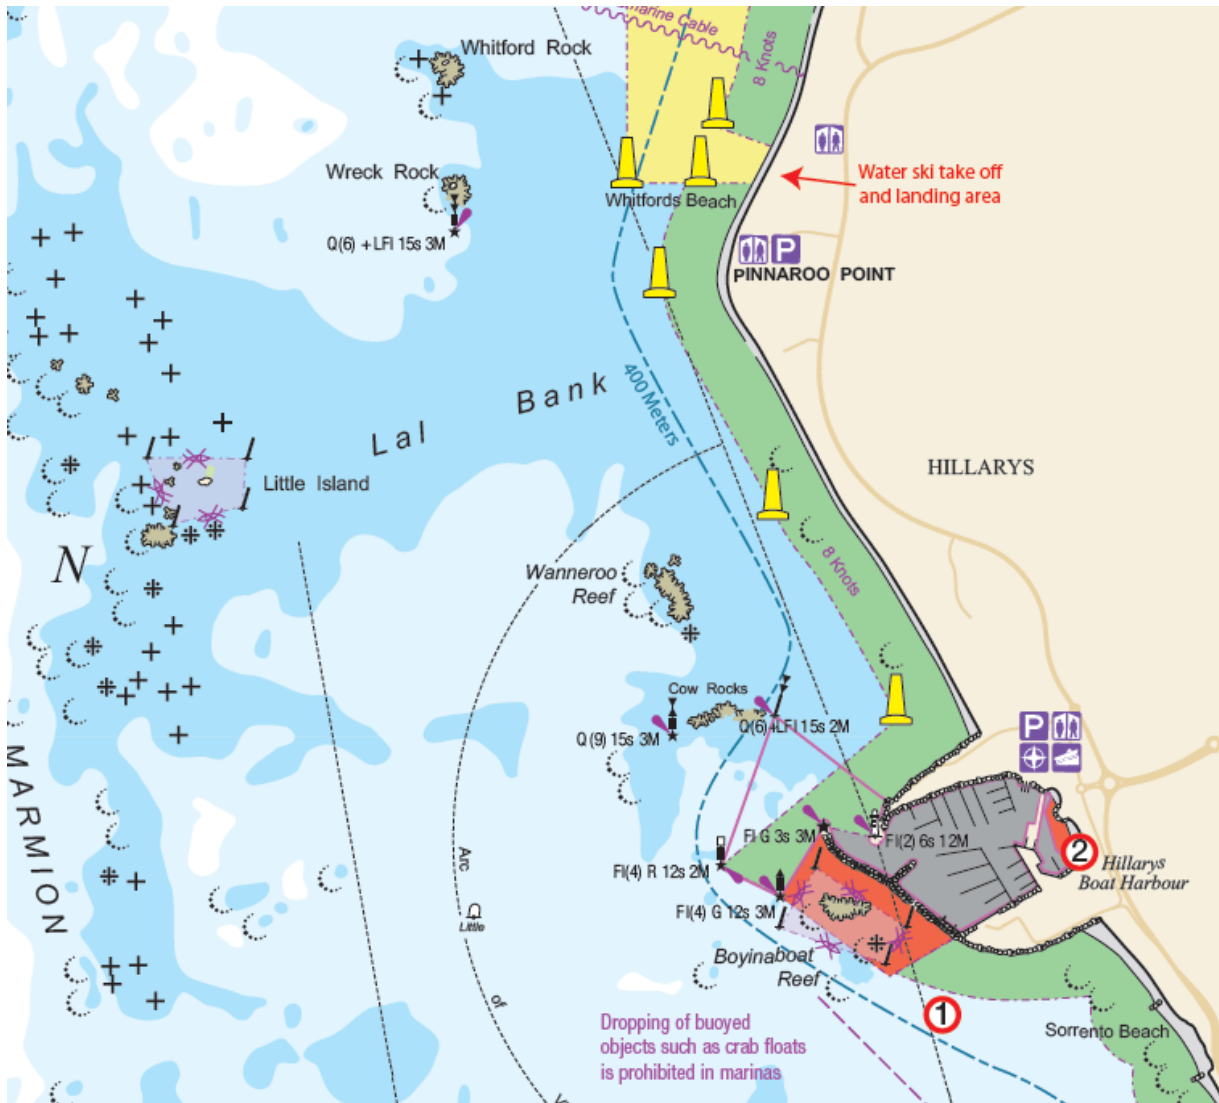 marine Cable
8 Knots
Whitford Rock
Wreck Rock
Q(6) +LFl 15s 3M
Water ski take off
and landing area
Whitfords Beach
P
PINNAROO POINT
400 Meters
Lal Bank
HILLARYS
Little Island
N
Wanneroo
Reef
8 Knots
Cow Rocks
Q(6)+LFl 15s 2M
Q(9) 15s 3M
P
MARMION
Fl G 3s 3M
Fl(2) 6s 12M
2
Hillarys
Boat Harbour
Arc
Fl(4) R 12s 2M
Fl(4) G 12s 3M
Little
Boyinaboat
Reef
of
1
Sorrento Beach
Dropping of buoyed
objects such as crab floats
is prohibited in marinas